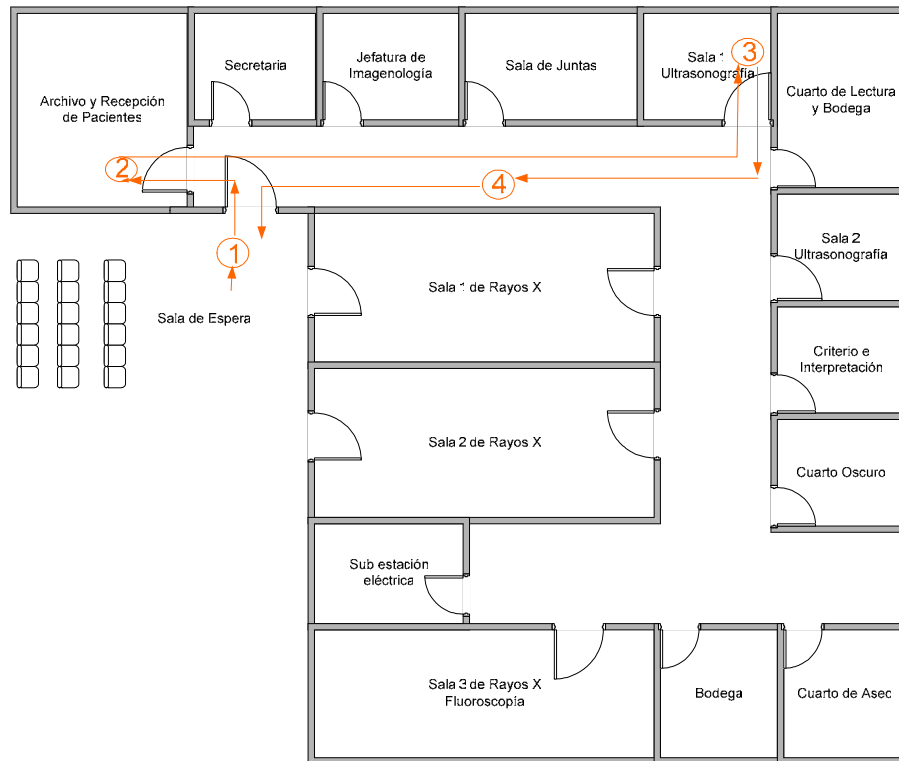 Secretaria
Jefatura de
Imagenología
Sala de Juntas
Sala 1
Ultrasonografía
3
Cuarto de Lectura
y Bodega
Archivo y Recepción
de Pacientes
2
4
1
Sala 2
Ultrasonografía
Sala 1 de Rayos X
Sala de Espera
Criterio e
Interpretación
Sala 2 de Rayos X
Cuarto Oscuro
Sub estación
eléctrica
Sala 3 de Rayos X
Fluoroscopía
Bodega
Cuarto de Asec